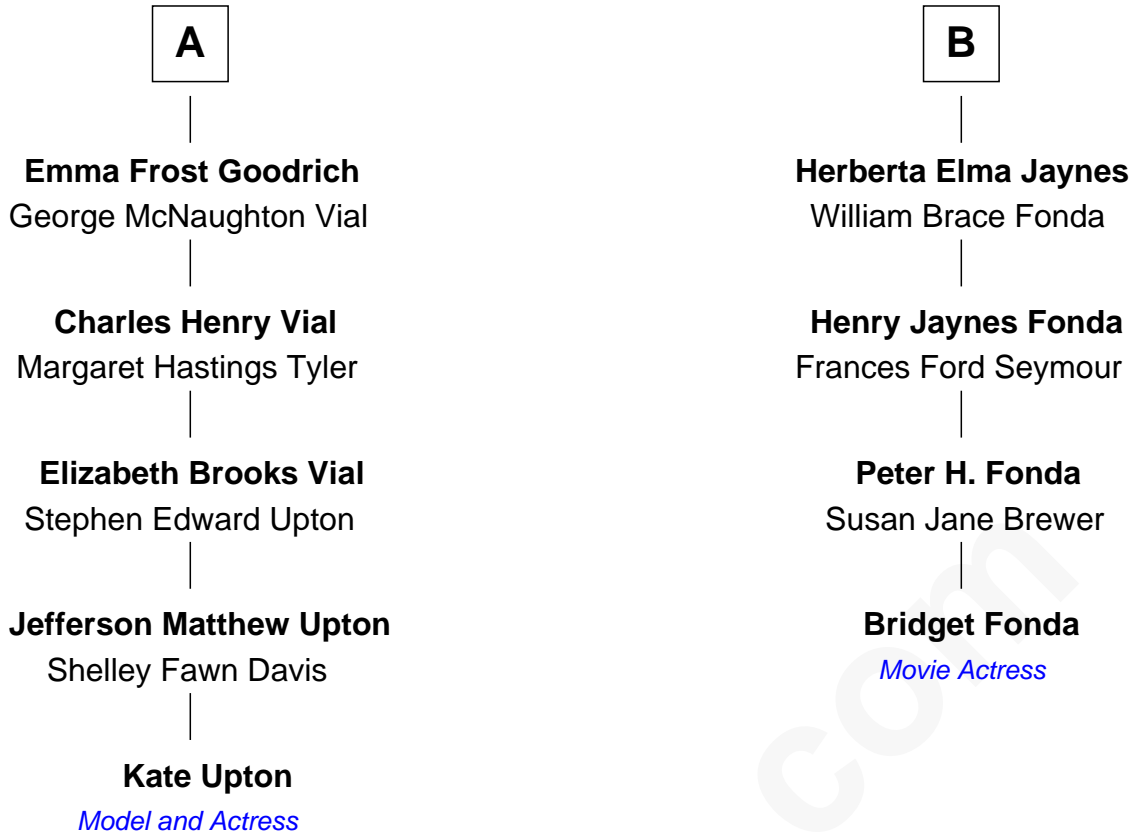 A
Emma Frost Goodrich
George McNaughton Vial
Charles Henry Vial
Margaret Hastings Tyler
Elizabeth Brooks Vial
Stephen Edward Upton
Jefferson Matthew Upton
Shelley Fawn Davis
Kate Upton
Model and Actress
B
Herberta Elma Jaynes
William Brace Fonda
Henry Jaynes Fonda
Frances Ford Seymour
Peter H. Fonda
Susan Jane Brewer
Bridget Fonda
Movie Actress
com